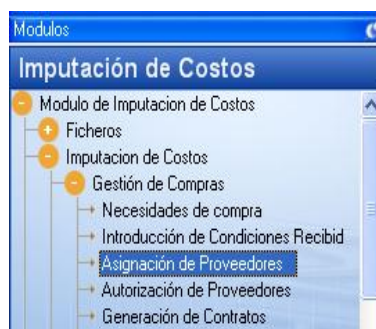 Modulos
Imputación de Costos
Modulo de Imputacion de Costos
Ficheros
Imputacion de Costos
Gestión de Compras
Necesidades de compra
Introducción de Condiciones Recibid
Asignación de Proveedores
Autorización de Proveedores
Generación de Contratos